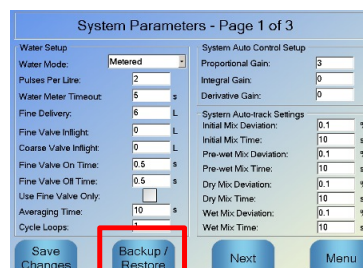 System Parameters - Page 1 of 3
Water Setup
Water Mode: Metered
Pulses Per Litre: 2
Water Meter Timeout: 5 s
Fine Delivery: 6 L
Fine Valve Inflight: 0 L
Coarse Valve Inflight: 0 L
Fine Valve On Time: 0.5 s
Fine Valve Off Time: 0.5 s
Use Fine Valve Only:
Averaging Time: 10 s
Cycle Loops: 1
System Auto Control Setup
Proportional Gain: 3
Integral Gain: 0
Derivative Gain: 0
System Auto-track Settings
Initial Mix Deviation: 0.1
Initial Mix Time: 10 s
Pre-wet Mix Deviation: 0.1
Pre-wet Mix Time: 10 s
Dry Mix Deviation: 0.1
Dry Mix Time: 10 s
Wet Mix Deviation: 0.1
Wet Mix Time: 10 s
Save
Changes
Backup /
Restore
Next
Menu